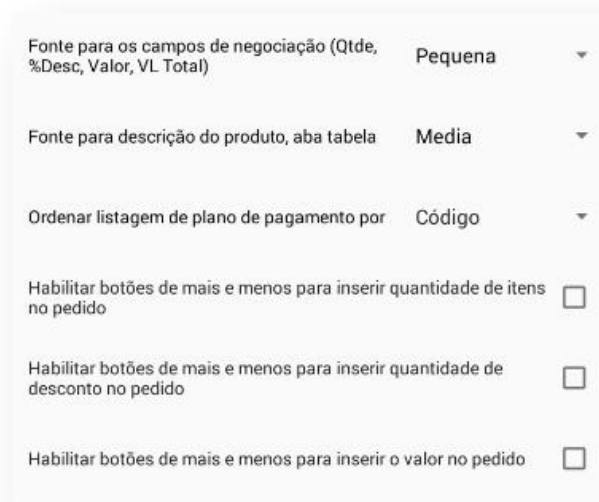 Fonte para os campos de negociação (Qtde, %Desc, Valor, VL Total)
Pequena
Fonte para descrição do produto, aba tabela
Media
Ordenar listagem de plano de pagamento por
Código
Habilitar botões de mais e menos para inserir quantidade de itens
no pedido
Habilitar botões de mais e menos para inserir quantidade de
desconto no pedido
Habilitar botões de mais e menos para inserir o valor no pedido